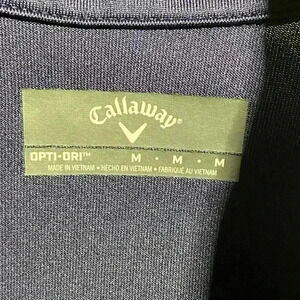 Callaway
OPTI•DRI™ M • M • M
MADE IN VIETNAM • HECHO EN VIETNAM • FABRIQUÉ AU VIETNAM